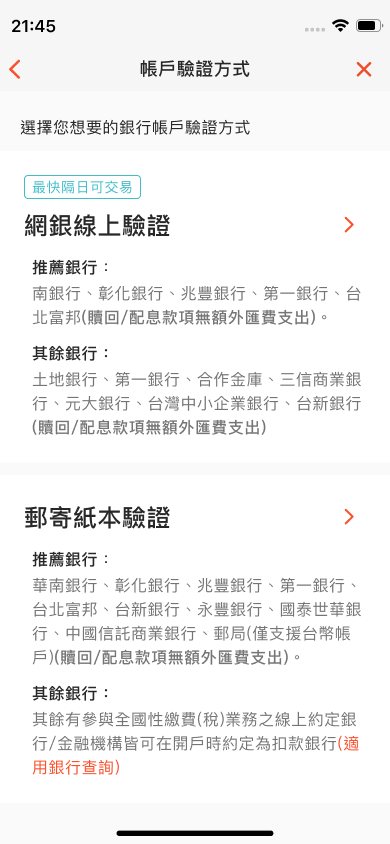 21:45
帳戶驗證方式
選擇您想要的銀行帳戶驗證方式
最快隔日可交易
網銀線上驗證
推薦銀行：
南銀行、彰化銀行、兆豐銀行、第一銀行、台
北富邦(贖回/配息款項無額外匯費支出)。
其餘銀行：
土地銀行、第一銀行、合作金庫、三信商業銀
行、元大銀行、台灣中小企業銀行、台新銀行
(贖回/配息款項無額外匯費支出)
郵寄紙本驗證
推薦銀行：
華南銀行、彰化銀行、兆豐銀行、第一銀行、
台北富邦、台新銀行、永豐銀行、國泰世華銀
行、中國信託商業銀行、郵局(僅支援台幣帳
戶)(贖回/配息款項無額外匯費支出)。
其餘銀行：
其餘有參與全國性繳費(稅)業務之線上約定銀
行/金融機構皆可在開戶時約定為扣款銀行(適
用銀行查詢)